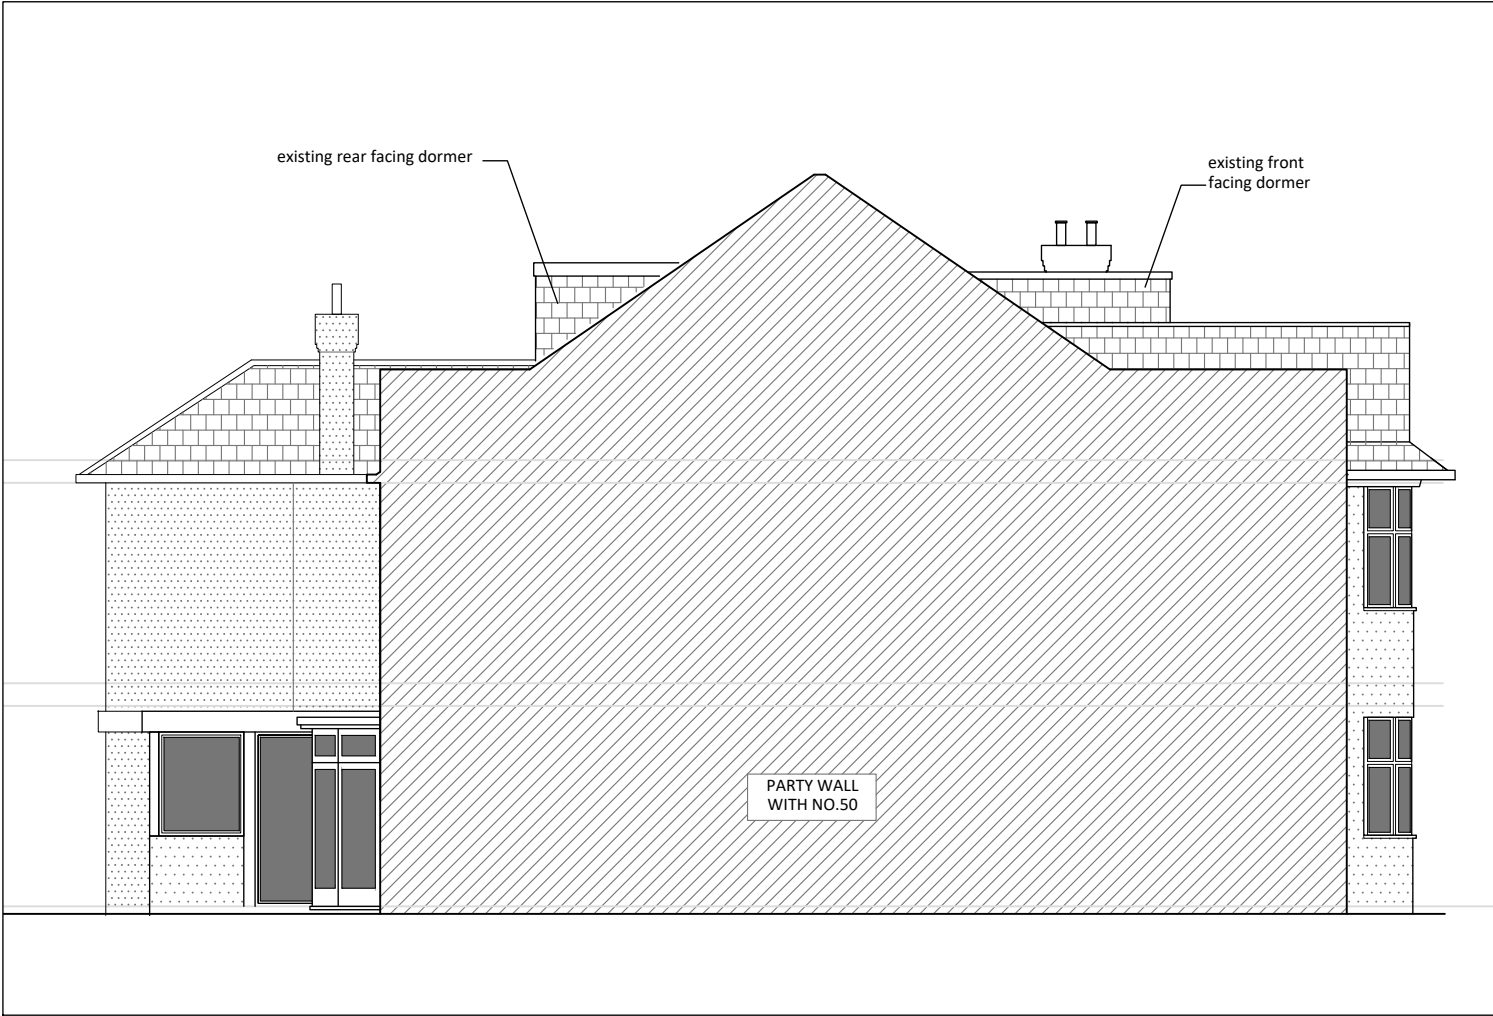 existing rear facing dormer
existing front
facing dormer
PARTY WALL
WITH NO.50